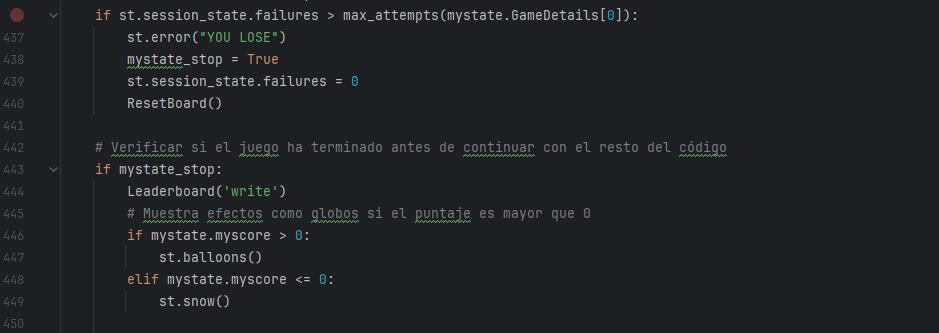 if st.session_state.failures > max_attempts(mystate.GameDetails[0]):
437 st.error("YOU LOSE")
438 mystate_stop = True
439 st.session_state.failures = 0
440 ResetBoard()
441
442 # Verificar si el juego ha terminado antes de continuar con el resto del código
443 if mystate_stop:
444 Leaderboard('write')
445 # Muestra efectos como globos si el puntaje es mayor que 0
446 if mystate.myscore > 0:
447 st.balloons()
448 elif mystate.myscore <= 0:
449 st.snow()
450